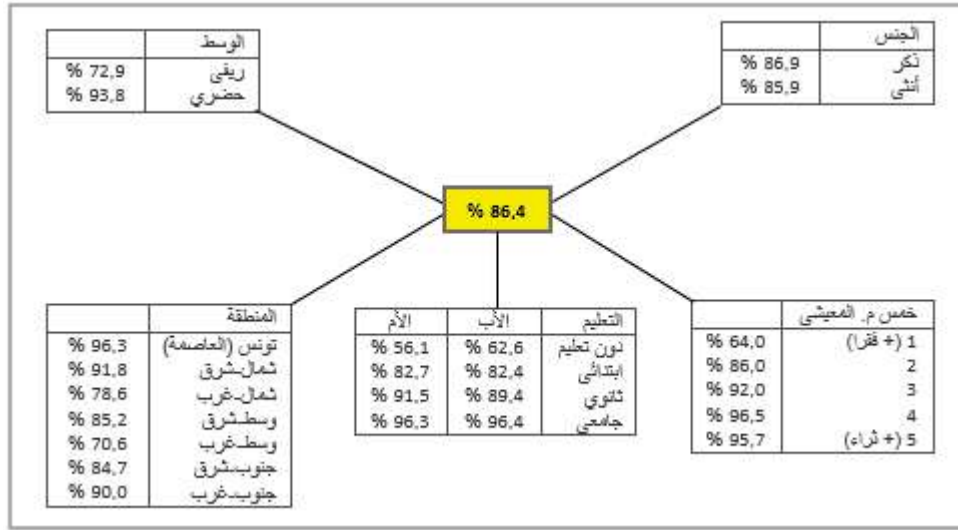 الجنس
ذكر 86,9 %
أنثى 85,9 %
الوسط
ريفي 72,9 %
حضري 93,8 %
86,4 %
خمس م. المعيشي
1 (+ فقرا) 64,0 %
2 86,0 %
3 92,0 %
4 96,5 %
5 (+ ثراء) 95,7 %
التعليم الأب الأم
دون تعليم 62,6 % 56,1 %
ابتدائي 82,4 % 82,7 %
ثانوي 89,4 % 91,5 %
جامعي 96,4 % 96,3 %
المنطقة
تونس (العاصمة) 96,3 %
شمال-شرق 91,8 %
شمال-غرب 78,6 %
وسط-شرق 85,2 %
وسط-غرب 70,6 %
جنوب-شرق 84,7 %
جنوب-غرب 90,0 %